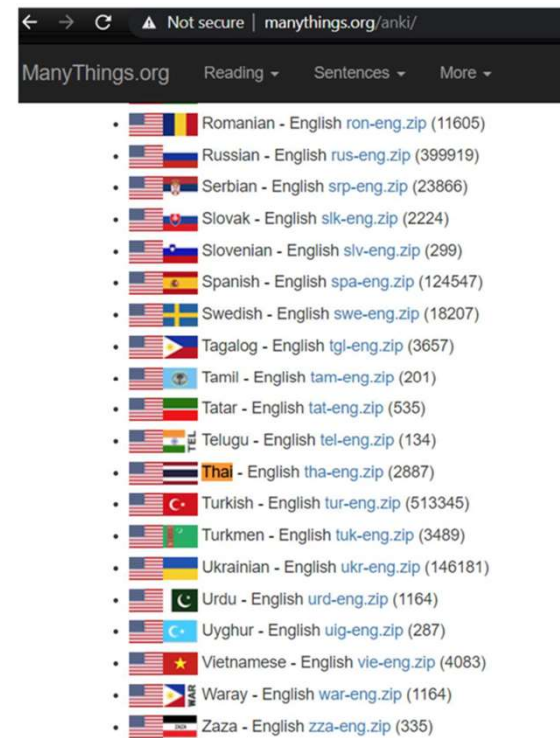 Not secure | manythings.org/anki/
ManyThings.org Reading Sentences More
Romanian - English ron-eng.zip (11605)
Russian - English rus-eng.zip (399919)
Serbian - English srp-eng.zip (23866)
Slovak - English slk-eng.zip (2224)
Slovenian - English slv-eng.zip (299)
Spanish - English spa-eng.zip (124547)
Swedish - English swe-eng.zip (18207)
Tagalog - English tgl-eng.zip (3657)
Tamil - English tam-eng.zip (201)
Tatar - English tat-eng.zip (535)
TEL Telugu - English tel-eng.zip (134)
Thai - English tha-eng.zip (2887)
Turkish - English tur-eng.zip (513345)
Turkmen - English tuk-eng.zip (3489)
Ukrainian - English ukr-eng.zip (146181)
Urdu - English urd-eng.zip (1164)
Uyghur - English uig-eng.zip (287)
Vietnamese - English vie-eng.zip (4083)
WAR Waray - English war-eng.zip (1164)
ZAZA Zaza - English zza-eng.zip (335)